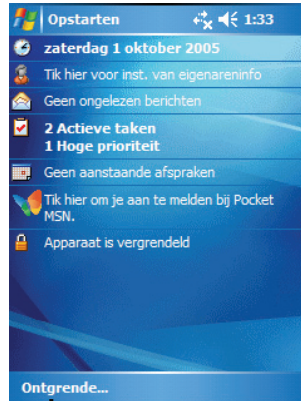 Opstarten 1:33
zaterdag 1 oktober 2005
Tik hier voor inst. van eigenareninfo
Geen ongelezen berichten
2 Actieve taken
1 Hoge prioriteit
Geen aanstaande afspraken
Tik hier om je aan te melden bij Pocket
MSN.
Apparaat is vergrendeld
Ontgrende...